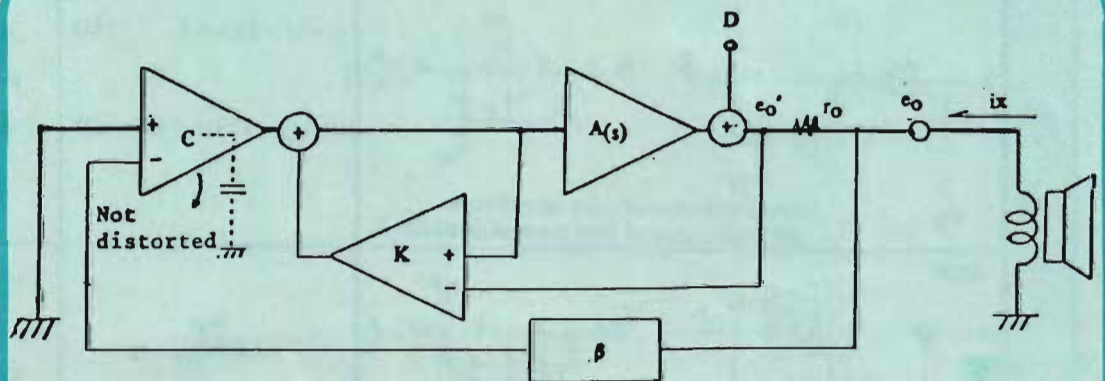 D
e₀' r₀ e₀ ix
+ C + A(s) +
-
Not
distorted
K +
-
β